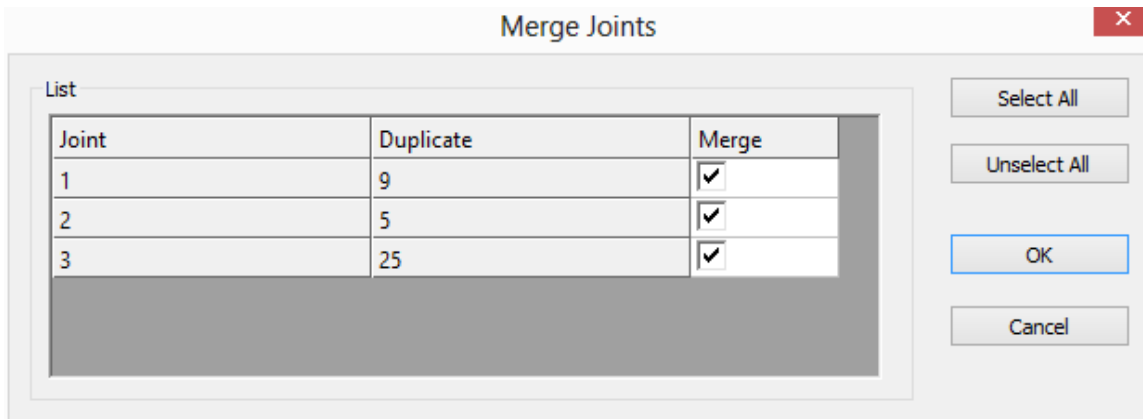 Merge Joints
List
Joint Duplicate Merge
1 9
2 5
3 25
Select All
Unselect All
OK
Cancel